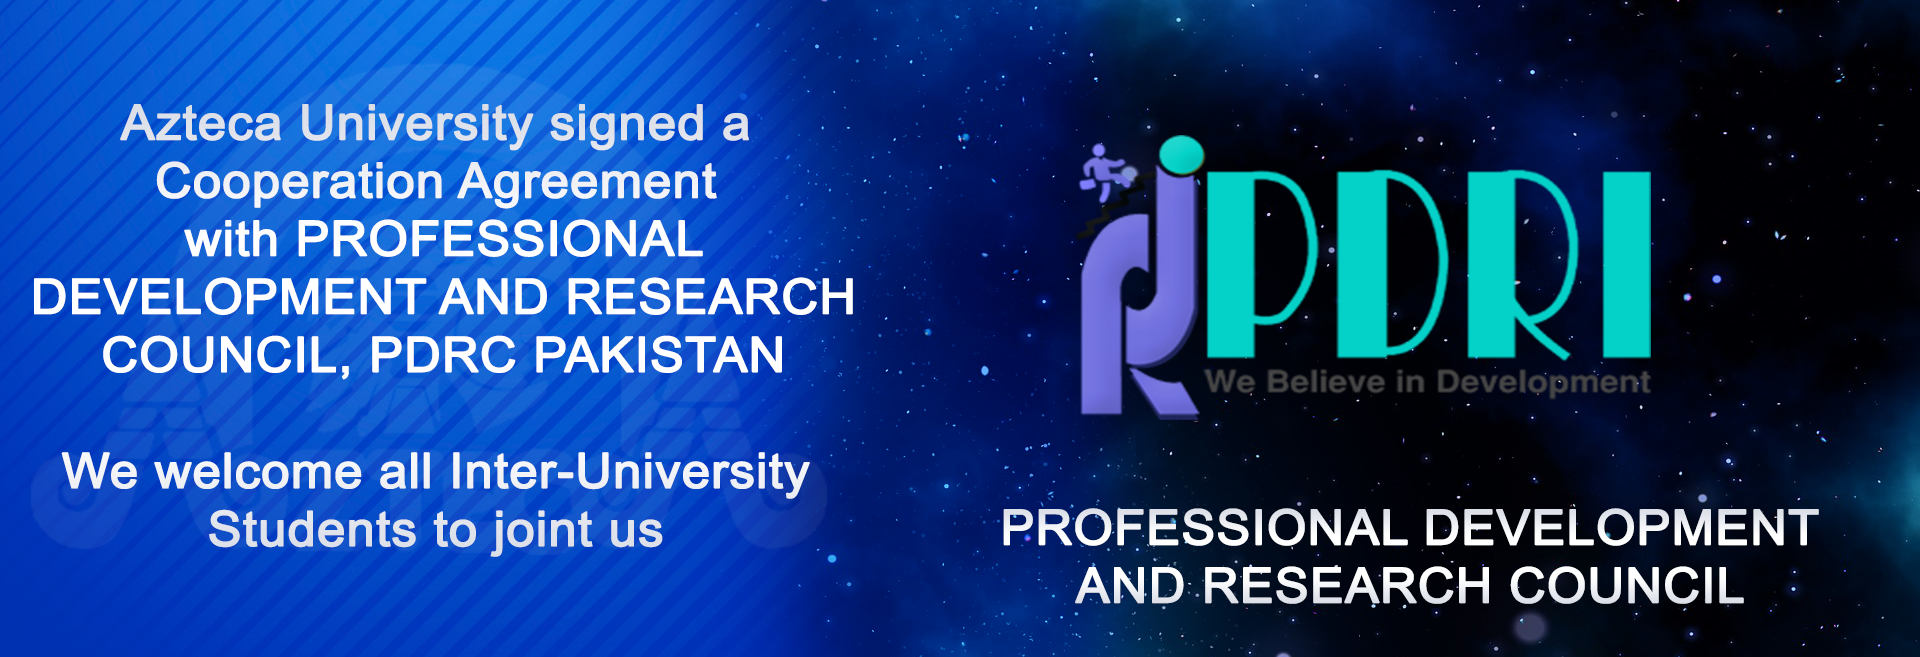 Azteca University signed a
Cooperation Agreement
with PROFESSIONAL
DEVELOPMENT AND RESEARCH
COUNCIL, PDRC PAKISTAN
We welcome all Inter-University
Students to joint us
PDRI
We Believe in Development
PROFESSIONAL DEVELOPMENT
AND RESEARCH COUNCIL